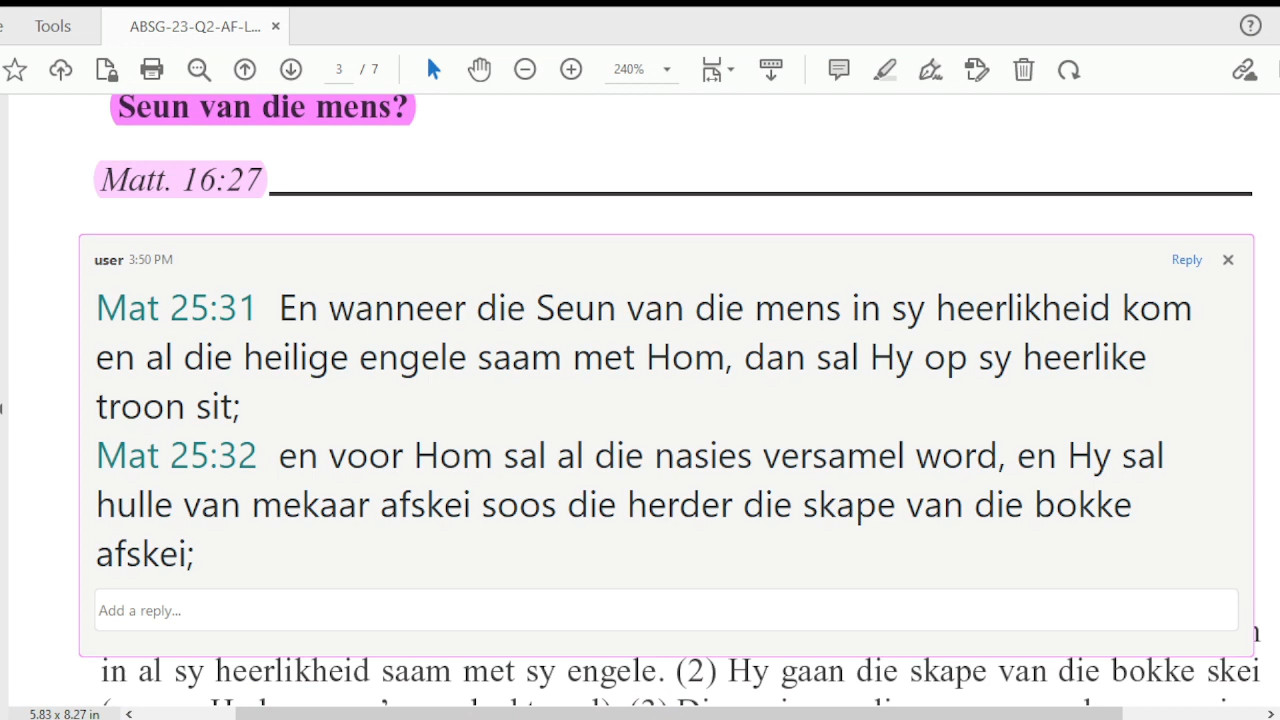 Tools
ABSG-23-Q2-AF-L... ×
3 / 7
240%
Seun van die mens?
Matt. 16:27
user 3:50 PM
Reply
Mat 25:31 En wanneer die Seun van die mens in sy heerlikheid kom
en al die heilige engele saam met Hom, dan sal Hy op sy heerlike
troon sit;
Mat 25:32 en voor Hom sal al die nasies versamel word, en Hy sal
hulle van mekaar afskei soos die herder die skape van die bokke
afskei;
Add a reply...
in al sy heerlikheid saam met sy engele. (2) Hy gaan die skape van die bokke skei
5.83 x 8.27 in